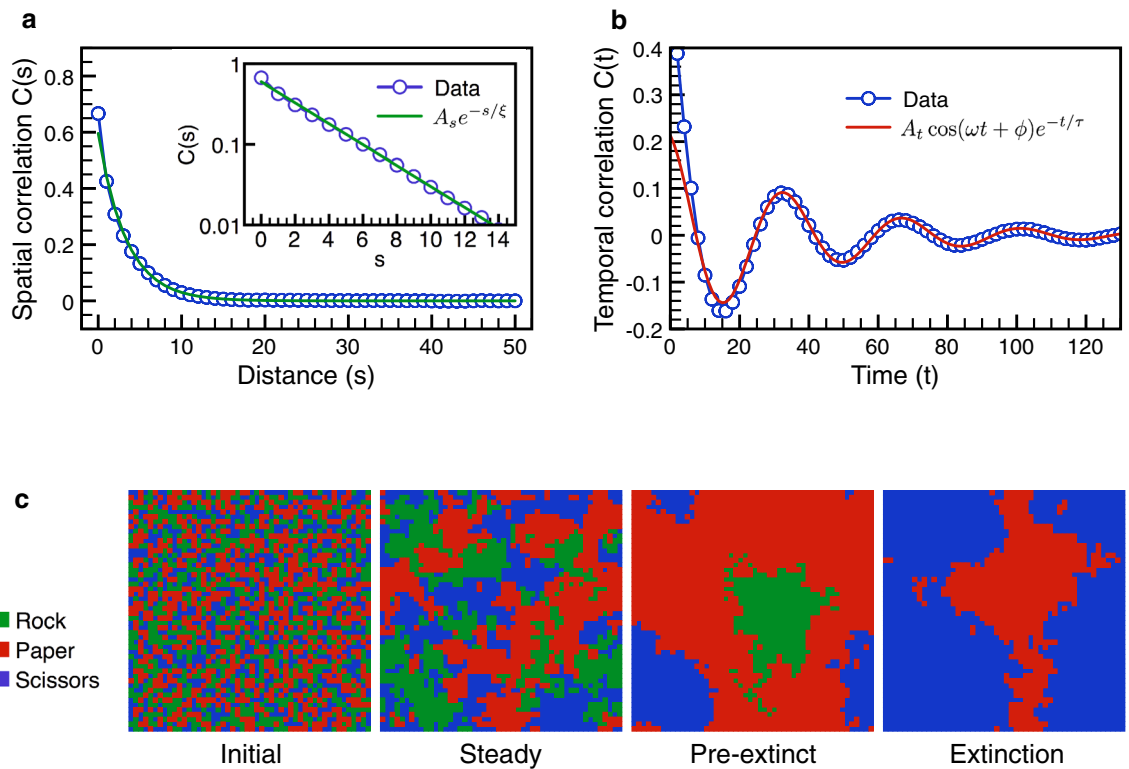 a
Spatial correlation C(s)
0.8
0.6
0.4
0.2
0
0 10 20 30 40 50
Distance (s)
C(s)
1
0.1
0.01
0 2 4 6 8 10 12 14
s
Data
A_s e^{-s/ξ}
b
Temporal correlation C(t)
0.4
0.3
0.2
0.1
0
-0.1
-0.2
0 20 40 60 80 100 120
Time (t)
Data
A_t cos(ωt + ϕ)e^{-t/τ}
c
Rock
Paper
Scissors
Initial Steady Pre-extinct Extinction